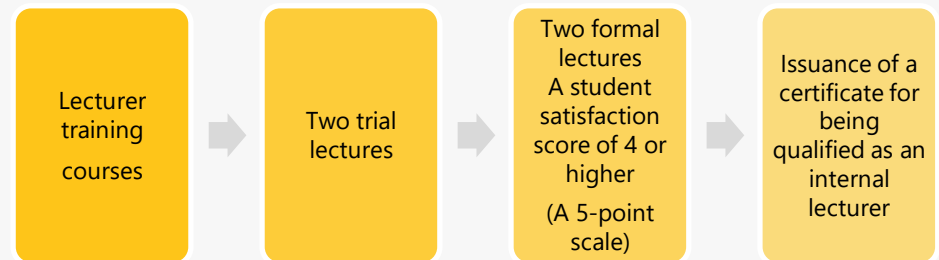 Lecturer
training
courses
Two trial
lectures
Two formal
lectures
A student
satisfaction
score of 4 or
higher
(A 5-point
scale)
Issuance of a
certificate for
being
qualified as an
internal
lecturer